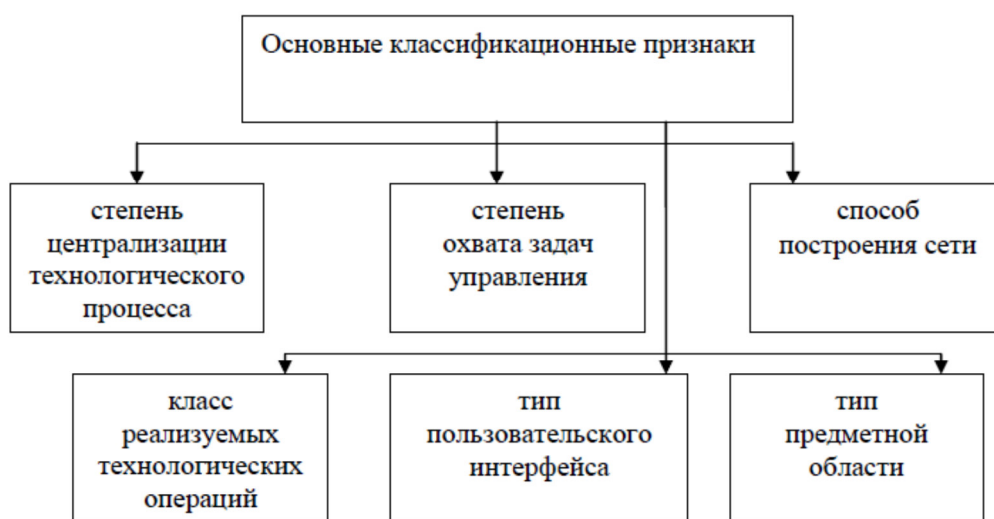 Основные классификационные признаки
степень
централизации
технологического
процесса
степень
охвата задач
управления
способ
построения сети
класс
реализуемых
технологических
операций
тип
пользовательского
интерфейса
тип
предметной
области